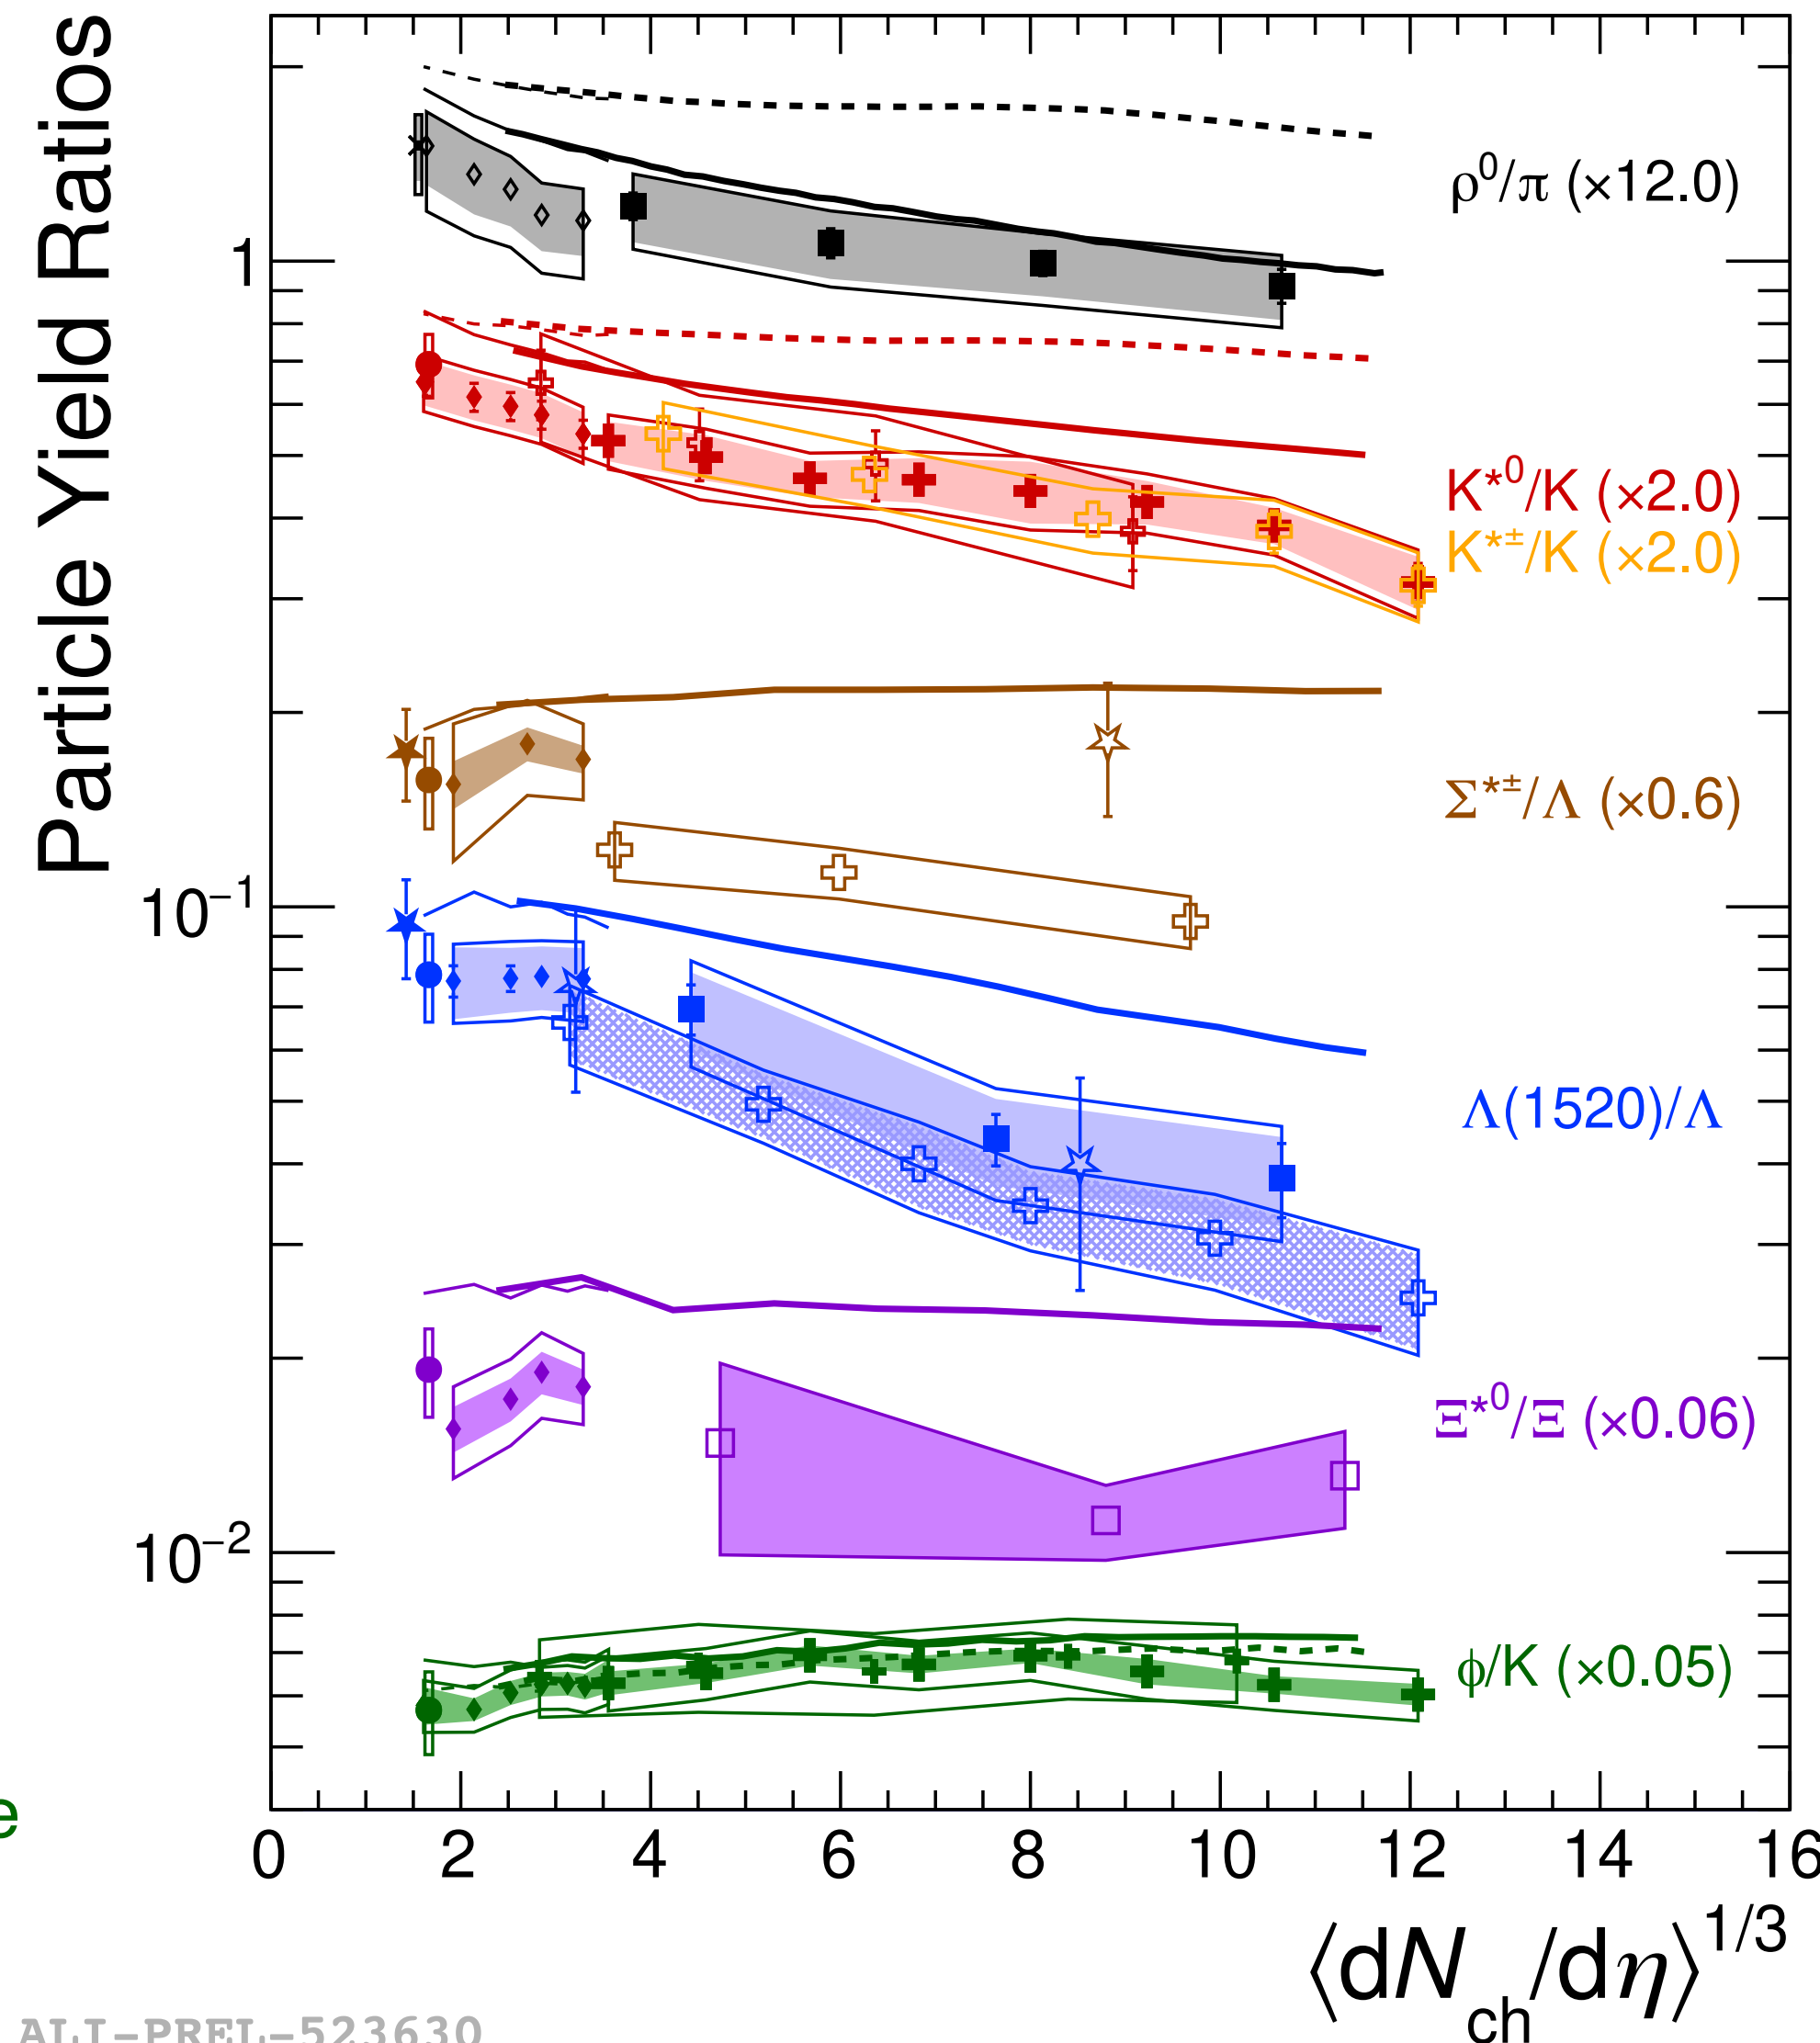 Particle Yield Ratios
1
10⁻¹
10⁻²
ρ⁰/π (×12.0)
K*⁰/K (×2.0)
K*±/K (×2.0)
Σ*±/Λ (×0.6)
Λ(1520)/Λ
Ξ*⁰/Ξ (×0.06)
ϕ/K (×0.05)
e
0 2 4 6 8 10 12 14 16
⟨dN_ch/dη⟩^1/3
ALI-PREL-523630